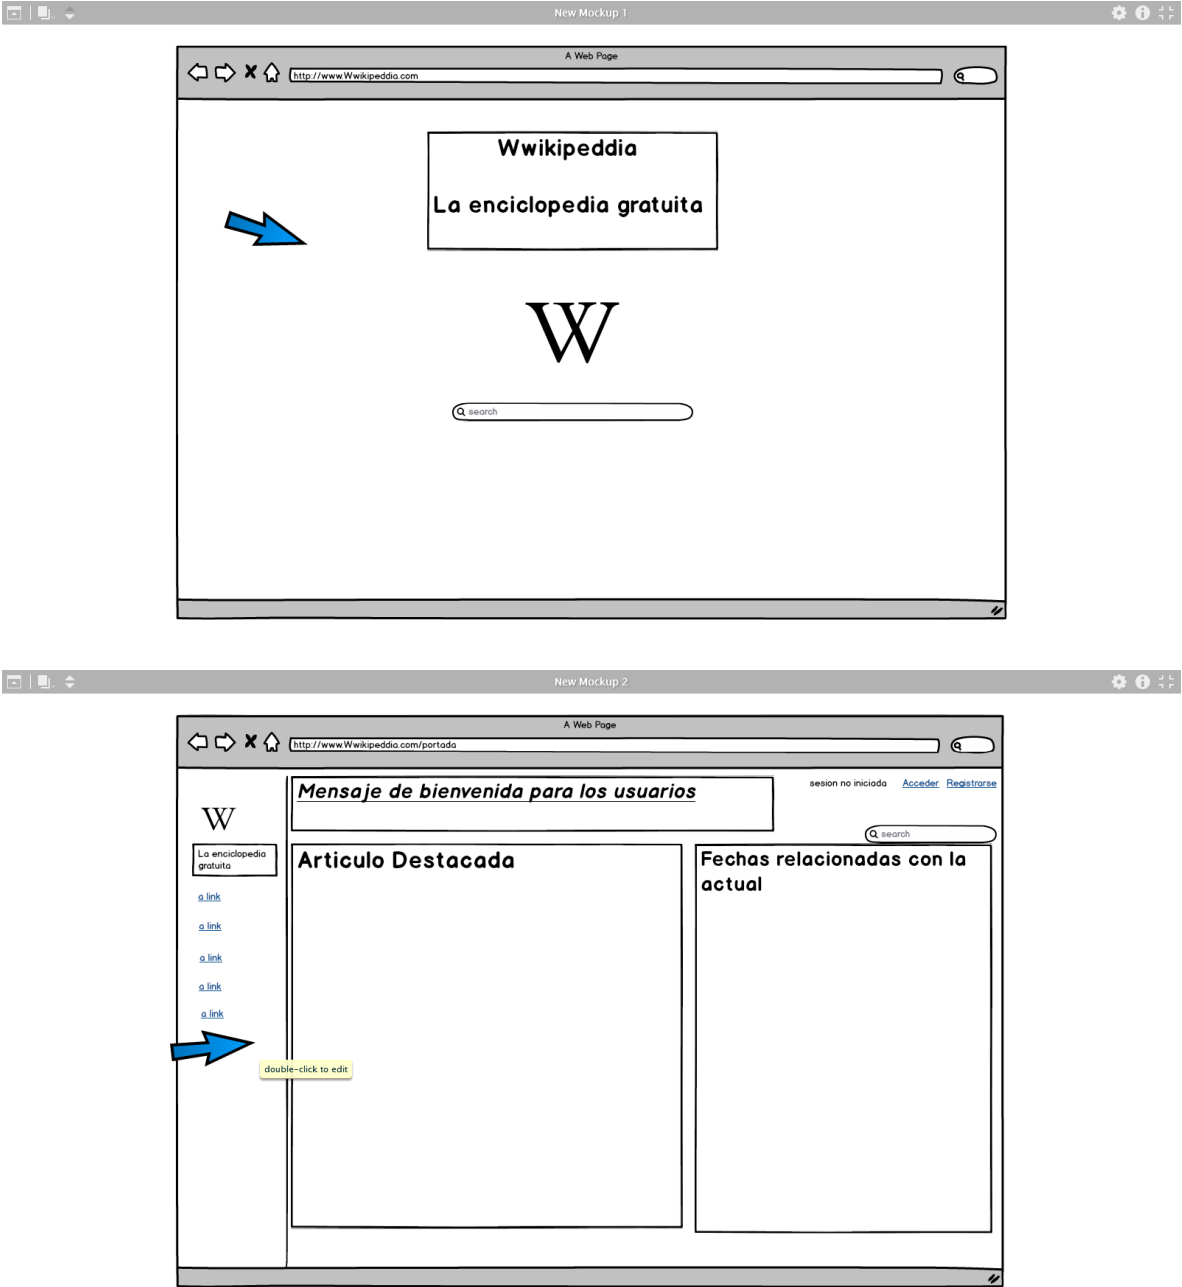 New Mockup 1
A Web Page
http://www.Wwikipeddia.com
Wwikipeddia
La enciclopedia gratuita
W
search
New Mockup 2
A Web Page
http://www.Wwikipeddia.com/portada
Mensaje de bienvenida para los usuarios
sesion no iniciada Acceder Registrarse
W
search
La enciclopedia
gratuita
Articulo Destacada
Fechas relacionadas con la
actual
a link
a link
a link
a link
a link
double-click to edit